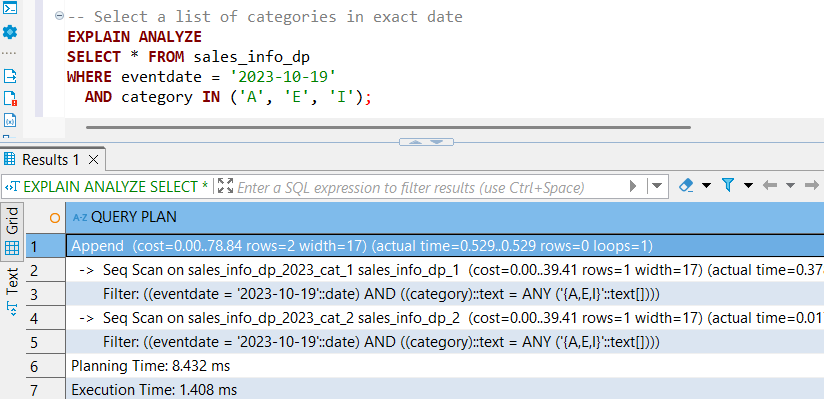 -- Select a list of categories in exact date
EXPLAIN ANALYZE
SELECT * FROM sales_info_dp
WHERE eventdate = '2023-10-19'
AND category IN ('A', 'E', 'I');
Results 1
EXPLAIN ANALYZE SELECT *
Enter a SQL expression to filter results (use Ctrl+Space)
Grid
Text
A-Z QUERY PLAN
1 Append (cost=0.00..78.84 rows=2 width=17) (actual time=0.529..0.529 rows=0 loops=1)
2 -> Seq Scan on sales_info_dp_2023_cat_1 sales_info_dp_1 (cost=0.00..39.41 rows=1 width=17) (actual time=0.37
3 Filter: ((eventdate = '2023-10-19'::date) AND ((category)::text = ANY ('{A,E,I}'::text[])))
4 -> Seq Scan on sales_info_dp_2023_cat_2 sales_info_dp_2 (cost=0.00..39.41 rows=1 width=17) (actual time=0.01
5 Filter: ((eventdate = '2023-10-19'::date) AND ((category)::text = ANY ('{A,E,I}'::text[])))
6 Planning Time: 8.432 ms
7 Execution Time: 1.408 ms